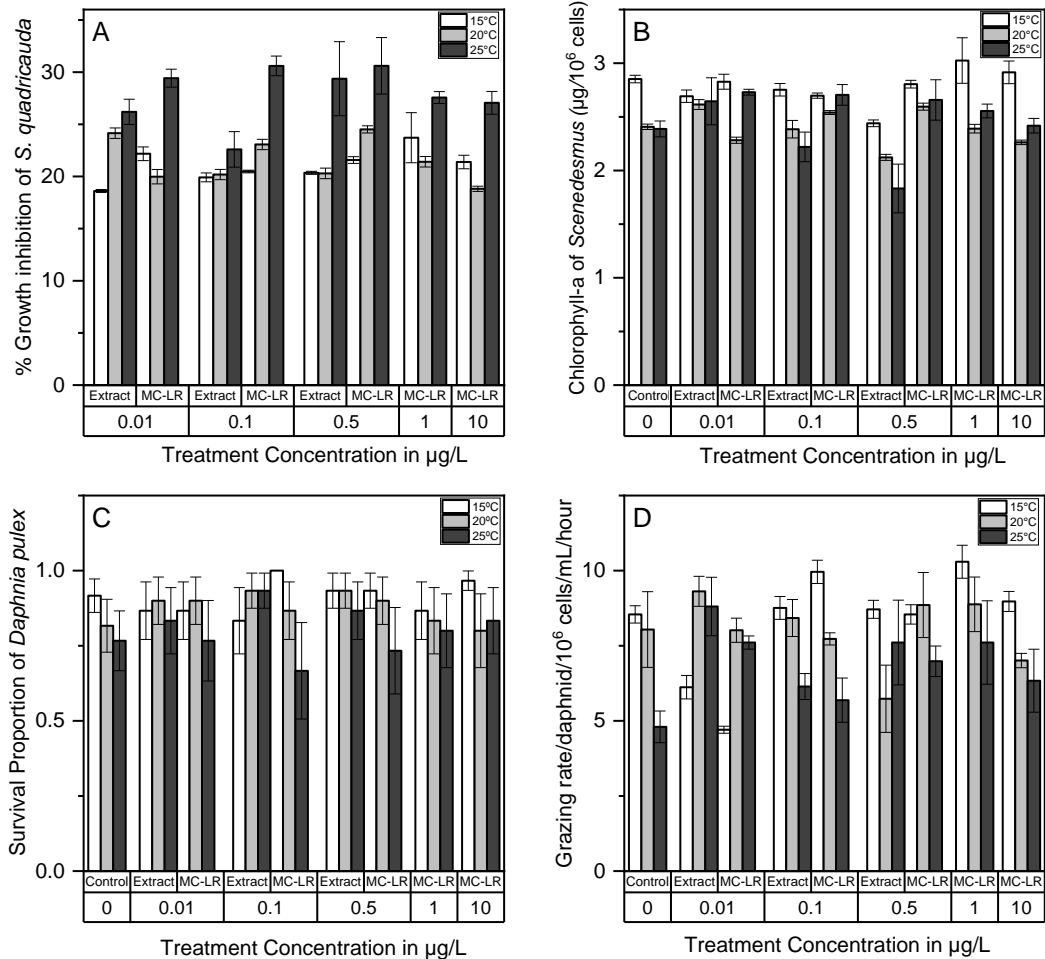 A
15°C
20°C
25°C
% Growth inhibition of S. quadricauda
30
20
10
0
Extract MC-LR Extract MC-LR Extract MC-LR MC-LR MC-LR
0.01 0.1 0.5 1 10
Treatment Concentration in µg/L
B
15°C
20°C
25°C
Chlorophyll-a of Scenedesmus (µg/10⁶ cells)
3
2
1
0
Control Extract MC-LR Extract MC-LR Extract MC-LR MC-LR MC-LR
0 0.01 0.1 0.5 1 10
Treatment Concentration in µg/L
C
15ºC
20ºC
25ºC
Survival Proportion of Daphnia pulex
1.0
0.5
0.0
Control Extract MC-LR Extract MC-LR Extract MC-LR MC-LR MC-LR
0 0.01 0.1 0.5 1 10
Treatment Concentration in µg/L
D
15°C
20°C
25°C
Grazing rate/daphnid/10⁶ cells/mL/hour
10
5
0
Control Extract MC-LR Extract MC-LR Extract MC-LR MC-LR MC-LR
0 0.01 0.1 0.5 1 10
Treatment Concentration in µg/L